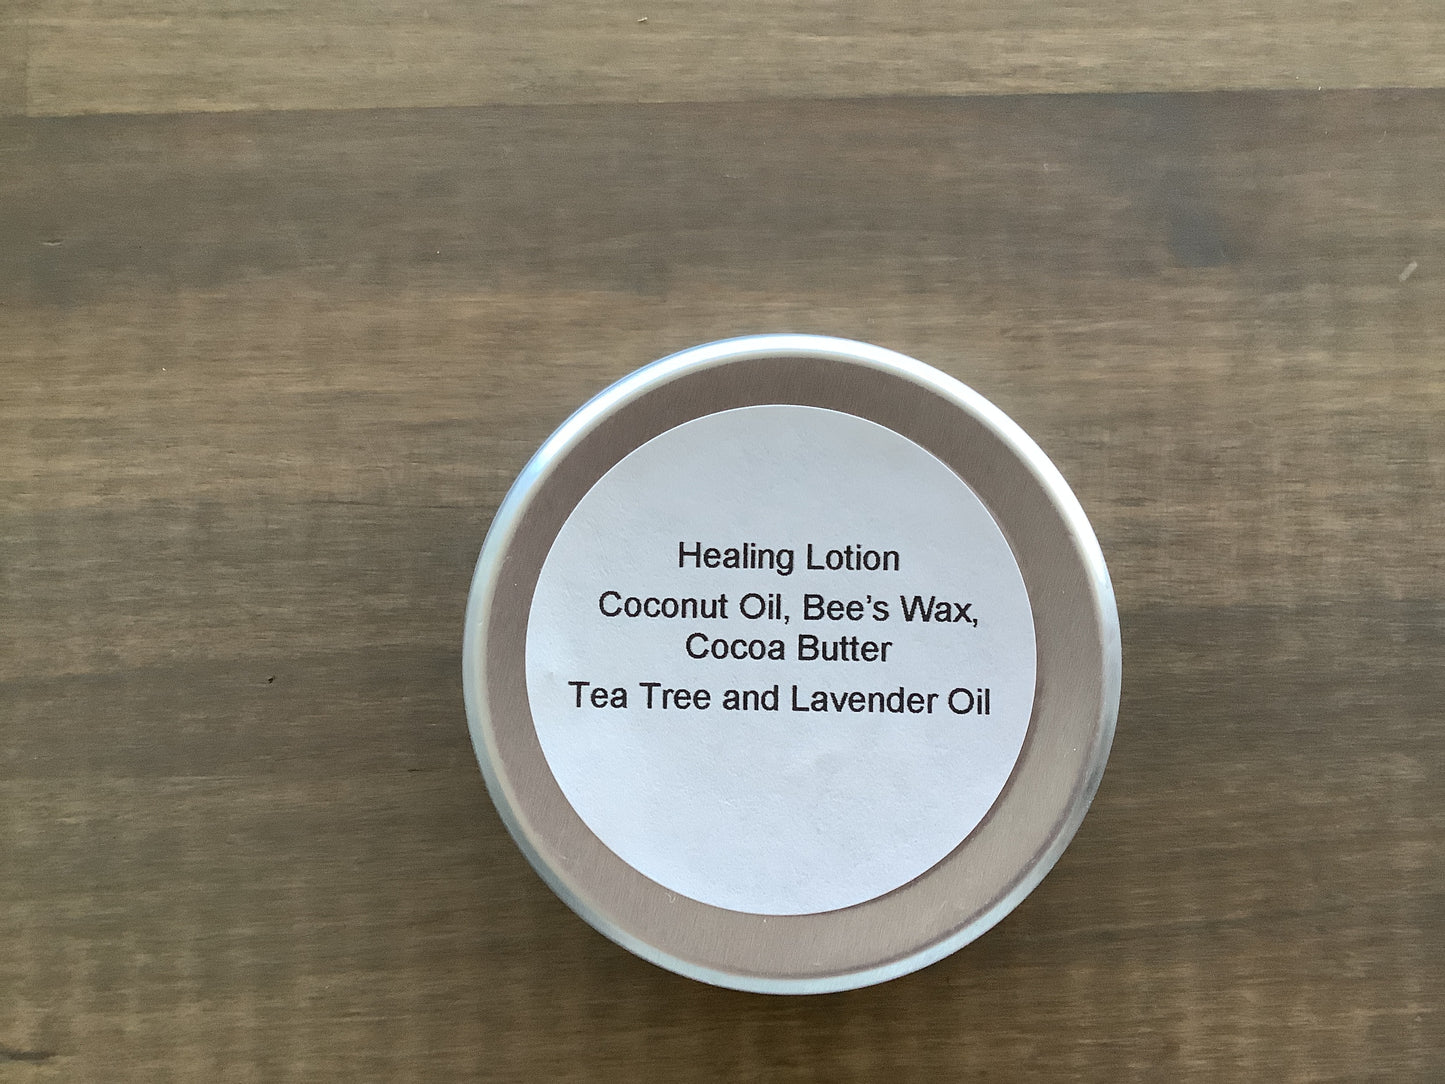 Healing Lotion
Coconut Oil, Bee’s Wax,
Cocoa Butter
Tea Tree and Lavender Oil